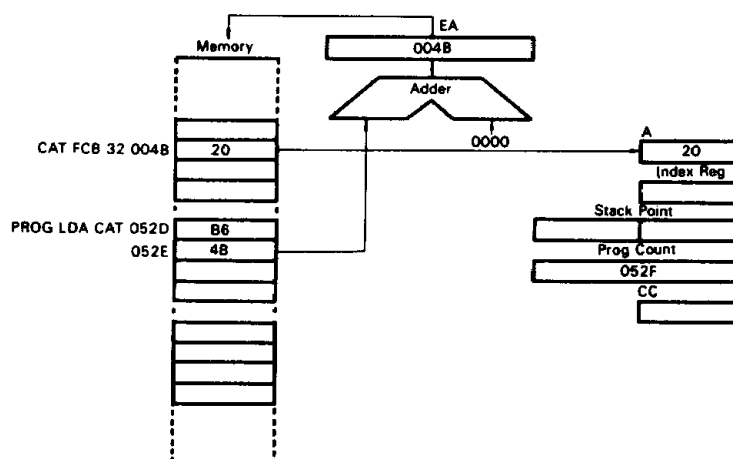 EA
Memory
004B
Adder
A
CAT FCB 32 004B
20
0000
20
Index Reg
Stack Point
PROG LDA CAT 052D
B6
Prog Count
052E
4B
052F
CC